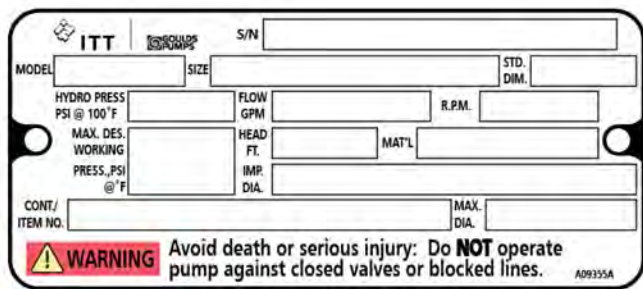 ITT GOULDS PUMPS S/N
MODEL SIZE STD. DIM.
HYDRO PRESS PSI @ 100°F FLOW GPM R.P.M.
MAX. DES. WORKING PRESS.,PSI @°F HEAD FT. MAT'L
IMP. DIA.
CONT./ ITEM NO. MAX. DIA.
WARNING Avoid death or serious injury: Do NOT operate
pump against closed valves or blocked lines. A09355A